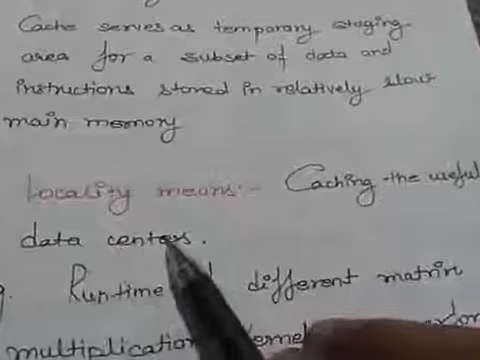 Cache serves as temporary staging
area for a subset of data and
instructions stored in relatively slow
main memory
Locality means:- Caching the useful
data centers.
Runtime different matrix
multiplication